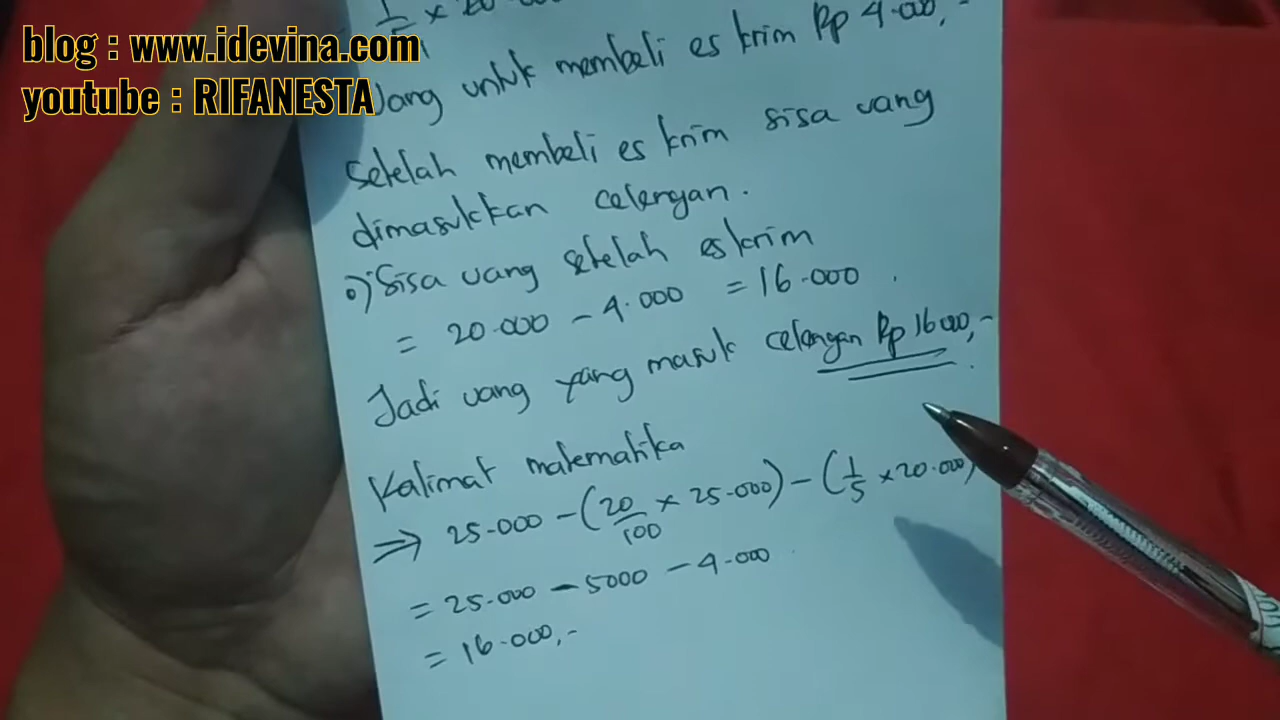 blog : www.idevina.com
youtube : RIFANESTA
1/5 × 20
Uang untuk membeli es krim Rp 4.000,-
Setelah membeli es krim sisa uang
dimasukkan celengan.
o) Sisa uang setelah es krim
= 20.000 - 4.000 = 16.000
Jadi uang yang masuk celengan Rp 16.000,-
Kalimat matematika
⇒ 25.000 - (20/100 × 25.000) - (1/5 × 20.000)
= 25.000 - 5000 - 4.000
= 16.000,-